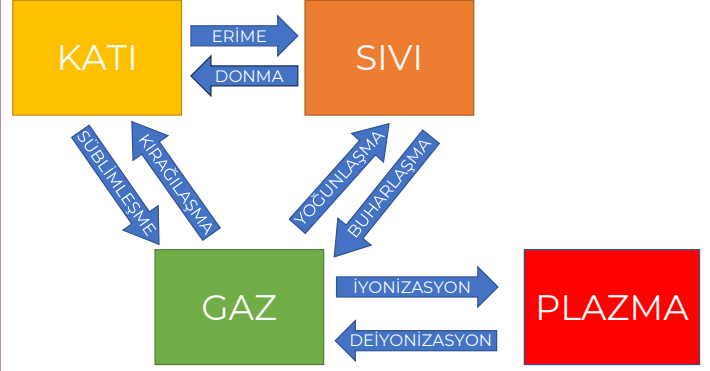 KATI
ERİME
SIVI
DONMA
SÜBLİMLEŞME
KIRAĞILAŞMA
YOĞUNLAŞMA
BUHARLAŞMA
GAZ
İYONİZASYON
PLAZMA
DEİYONİZASYON